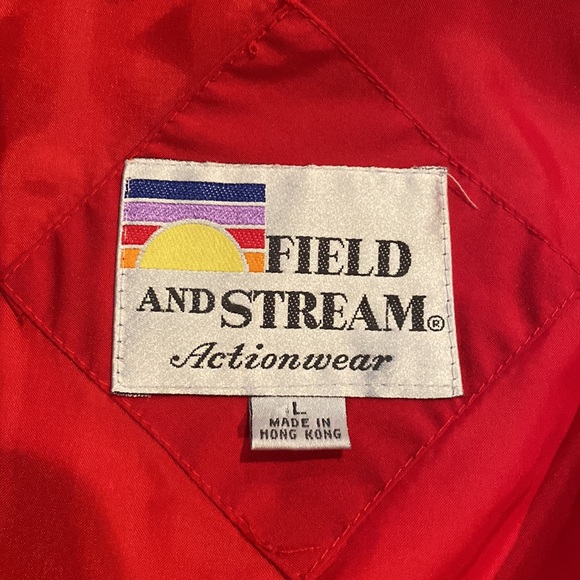 FIELD
AND STREAM®
Actionwear
L
MADE IN
HONG KONG